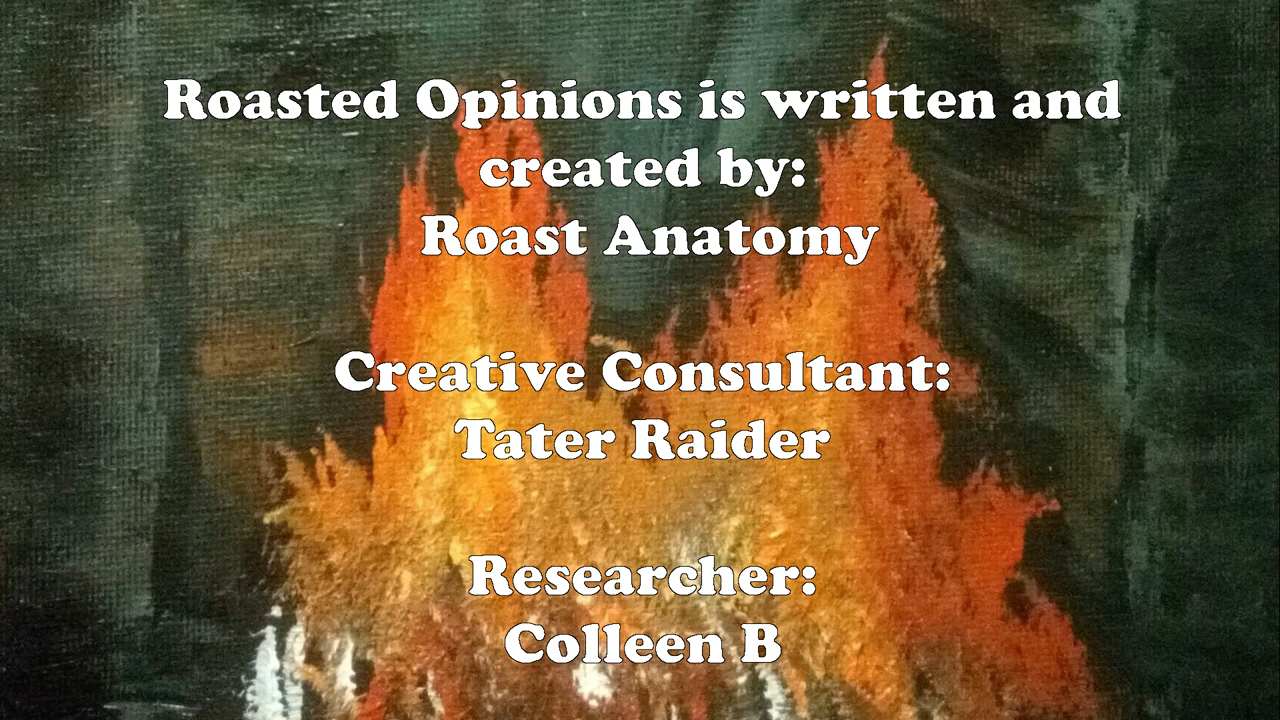 Roasted Opinions is written and
created by:
Roast Anatomy
Creative Consultant:
Tater Raider
Researcher:
Colleen B